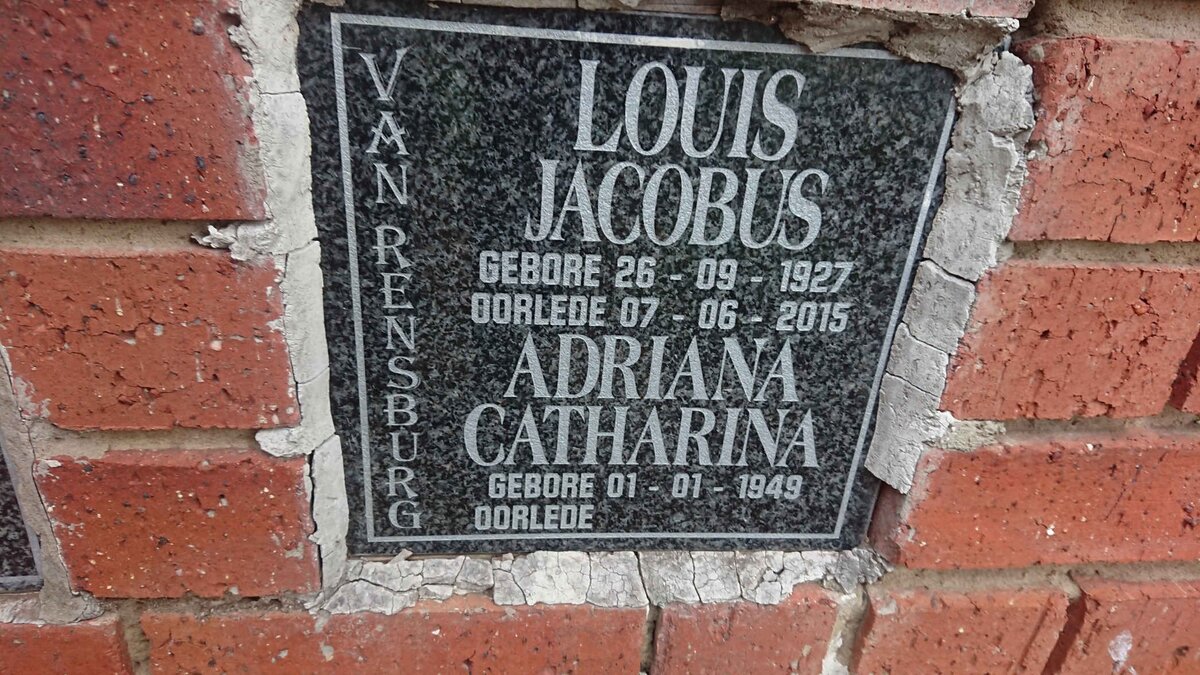 VAN RENSBURG
LOUIS
JACOBUS
GEBORE 26 - 09 - 1927
OORLEDE 07 - 06 - 2015
ADRIANA
CATHARINA
GEBORE 01 - 01 - 1949
OORLEDE